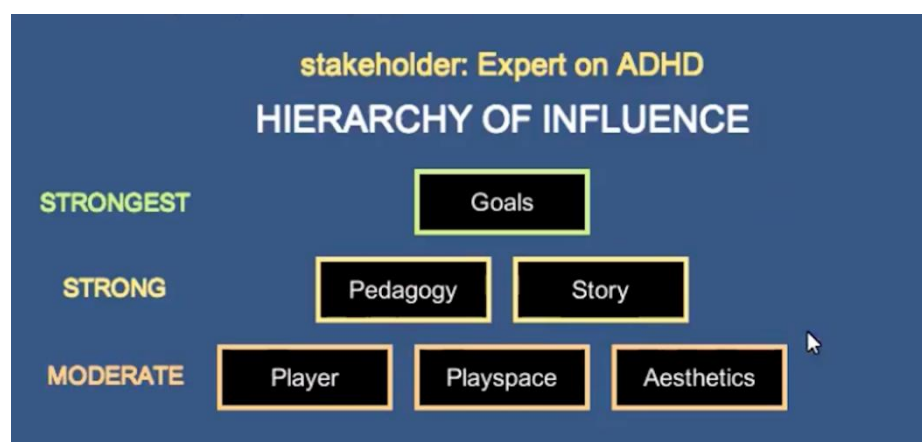 stakeholder: Expert on ADHD
HIERARCHY OF INFLUENCE
STRONGEST Goals
STRONG Pedagogy Story
MODERATE Player Playspace Aesthetics